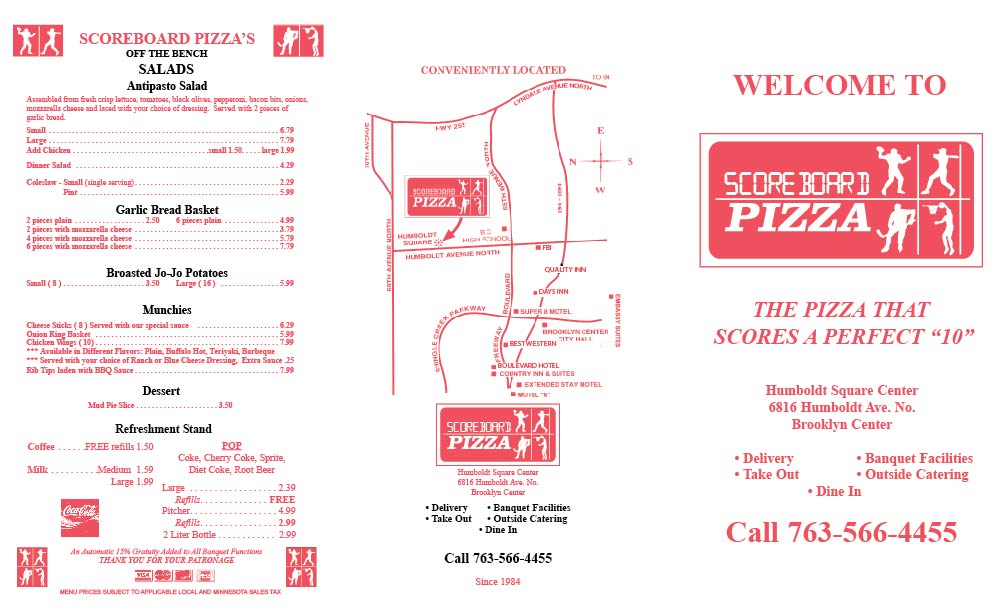 SCOREBOARD PIZZA'S
OFF THE BENCH
SALADS
Antipasto Salad
Assembled from fresh crisp lettuce, tomatoes, black olives, pepperoni, bacon bits, onions,
mozzarella cheese and laced with your choice of dressing. Served with 2 pieces of
garlic bread.
Small 6.79
Large 7.79
Add Chicken small 1.50 large 1.99
Dinner Salad 4.29
Coleslaw - Small (single serving) 2.29
Pint 5.99
Garlic Bread Basket
2 pieces plain 2.50 6 pieces plain 4.99
2 pieces with mozzarella cheese 3.79
4 pieces with mozzarella cheese 5.79
6 pieces with mozzarella cheese 7.79
Broasted Jo-Jo Potatoes
Small ( 8 ) 3.50 Large ( 16 ) 5.99
Munchies
Cheese Sticks ( 8 ) Served with our special sauce 6.29
Onion Ring Basket 5.99
Chicken Wings ( 10 ) 7.99
*** Available in Different Flavors: Plain, Buffalo Hot, Teriyaki, Barbeque
*** Served with your choice of Ranch or Blue Cheese Dressing, Extra Sauce .25
Rib Tips laden with BBQ Sauce 7.99
Dessert
Mud Pie Slice 3.50
Refreshment Stand
Coffee FREE refills 1.50
Milk Medium 1.59
Large 1.99
POP
Coke, Cherry Coke, Sprite,
Diet Coke, Root Beer
Large 2.39
Refills FREE
Pitcher 4.99
Refills 2.99
2 Liter Bottle 2.99
Coca-Cola
An Automatic 15% Gratuity Added to All Banquet Functions
THANK YOU FOR YOUR PATRONAGE
VISA
MENU PRICES SUBJECT TO APPLICABLE LOCAL AND MINNESOTA SALES TAX
CONVENIENTLY LOCATED
TO 94
LYNDALE AVENUE NORTH
HWY 252
16TH AVENUE
65TH AVENUE NORTH
E
N
S
W
SCOREBOARD
PIZZA
HUMBOLDT
SQUARE
HIGH SCHOOL
FBI
69TH AVENUE NORTH
HUMBOLDT AVENUE NORTH
QUALITY INN
DAYS INN
SUPER 8 MOTEL
BOULEVARD
FREEWAY
SHINGLE CREEK PARKWAY
EMBASSY SUITES
BROOKLYN CENTER
CITY HALL
BEST WESTERN
BOULEVARD HOTEL
COUNTRY INN & SUITES
EXTENDED STAY MOTEL
MOTEL "6"
SCOREBOARD
PIZZA
Humboldt Square Center
6816 Humboldt Ave. No.
Brooklyn Center
• Delivery • Banquet Facilities
• Take Out • Outside Catering
• Dine In
Call 763-566-4455
Since 1984
WELCOME TO
SCOREBOARD
PIZZA
THE PIZZA THAT
SCORES A PERFECT “10”
Humboldt Square Center
6816 Humboldt Ave. No.
Brooklyn Center
• Delivery • Banquet Facilities
• Take Out • Outside Catering
• Dine In
Call 763-566-4455